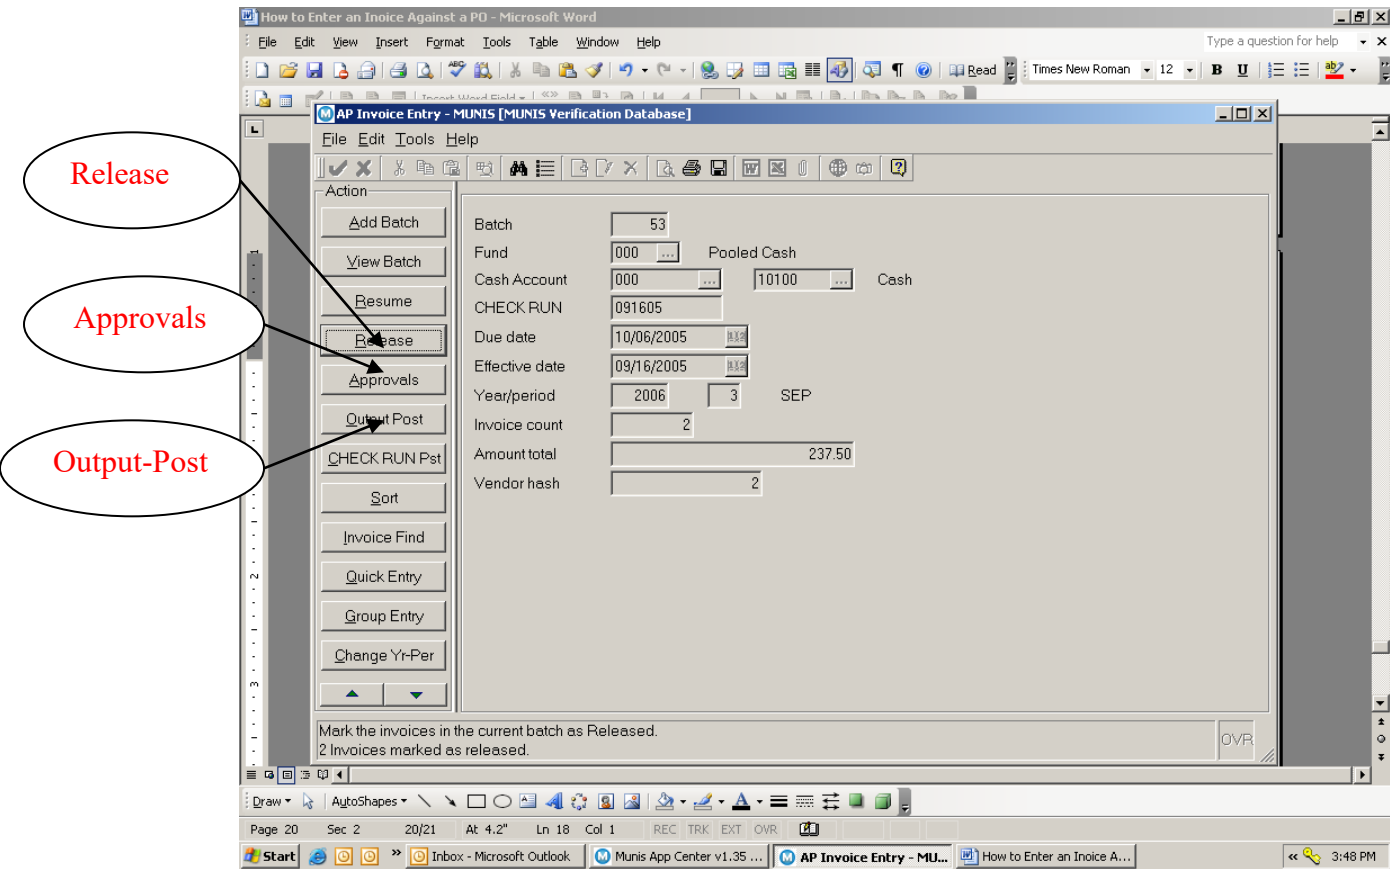 How to Enter an Inoice Against a PO - Microsoft Word
File Edit View Insert Format Tools Table Window Help
Type a question for help
Read
Times New Roman 12 B U
AP Invoice Entry - MUNIS [MUNIS Verification Database]
File Edit Tools Help
Release
Approvals
Output-Post
Action
Add Batch
View Batch
Resume
Release
Approvals
Output Post
CHECK RUN Pst
Sort
Invoice Find
Quick Entry
Group Entry
Change Yr-Per
Batch 53
Fund 000 ... Pooled Cash
Cash Account 000 ... 10100 ... Cash
CHECK RUN 091605
Due date 10/06/2005
Effective date 09/16/2005
Year/period 2006 3 SEP
Invoice count 2
Amount total 237.50
Vendor hash 2
Mark the invoices in the current batch as Released.
2 Invoices marked as released.
OVR
Draw AutoShapes
Page 20 Sec 2 20/21 At 4.2" Ln 18 Col 1 REC TRK EXT OVR
Start Inbox - Microsoft Outlook Munis App Center v1.35 ... AP Invoice Entry - MU... How to Enter an Inoice A... 3:48 PM